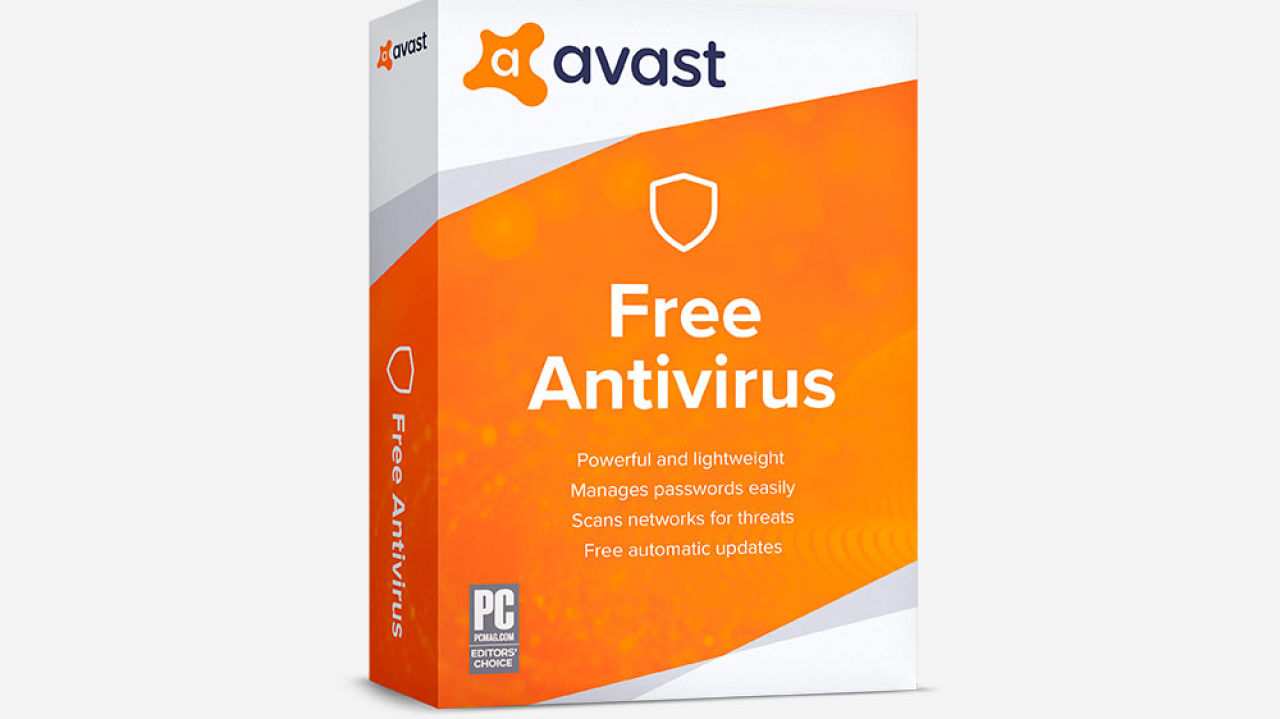 avast
a avast
Free
Antivirus
Powerful and lightweight
Manages passwords easily
Scans networks for threats
Free automatic updates
Free Antivirus
PC
PCMAG.COM
EDITORS'
CHOICE